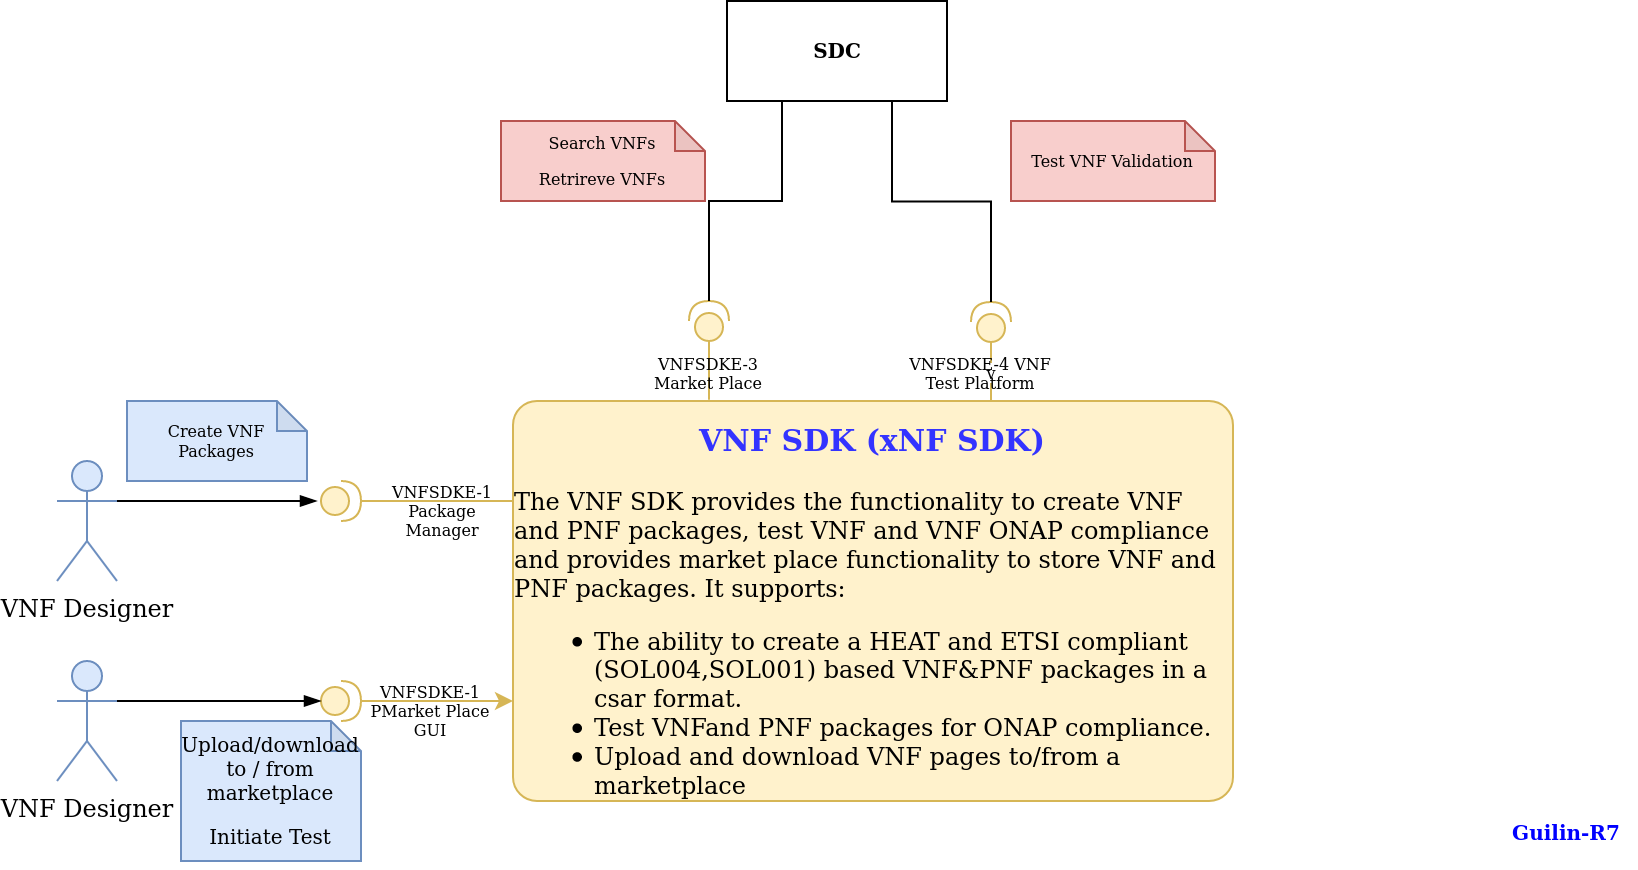 SDC
Search VNFs
Retrireve VNFs
Test VNF Validation
VNFSDKE-3
Market Place
VNFSDKE-4 VNF
Test Platform
V
Create VNF
Packages
VNFSDKE-1
Package
Manager
VNF Designer
VNF SDK (xNF SDK)
The VNF SDK provides the functionality to create VNF
and PNF packages, test VNF and VNF ONAP compliance
and provides market place functionality to store VNF and
PNF packages. It supports:
• The ability to create a HEAT and ETSI compliant
(SOL004,SOL001) based VNF&PNF packages in a
csar format.
• Test VNFand PNF packages for ONAP compliance.
• Upload and download VNF pages to/from a
marketplace
VNFSDKE-1
PMarket Place
GUI
VNF Designer
Upload/download
to / from
marketplace
Initiate Test
Guilin-R7